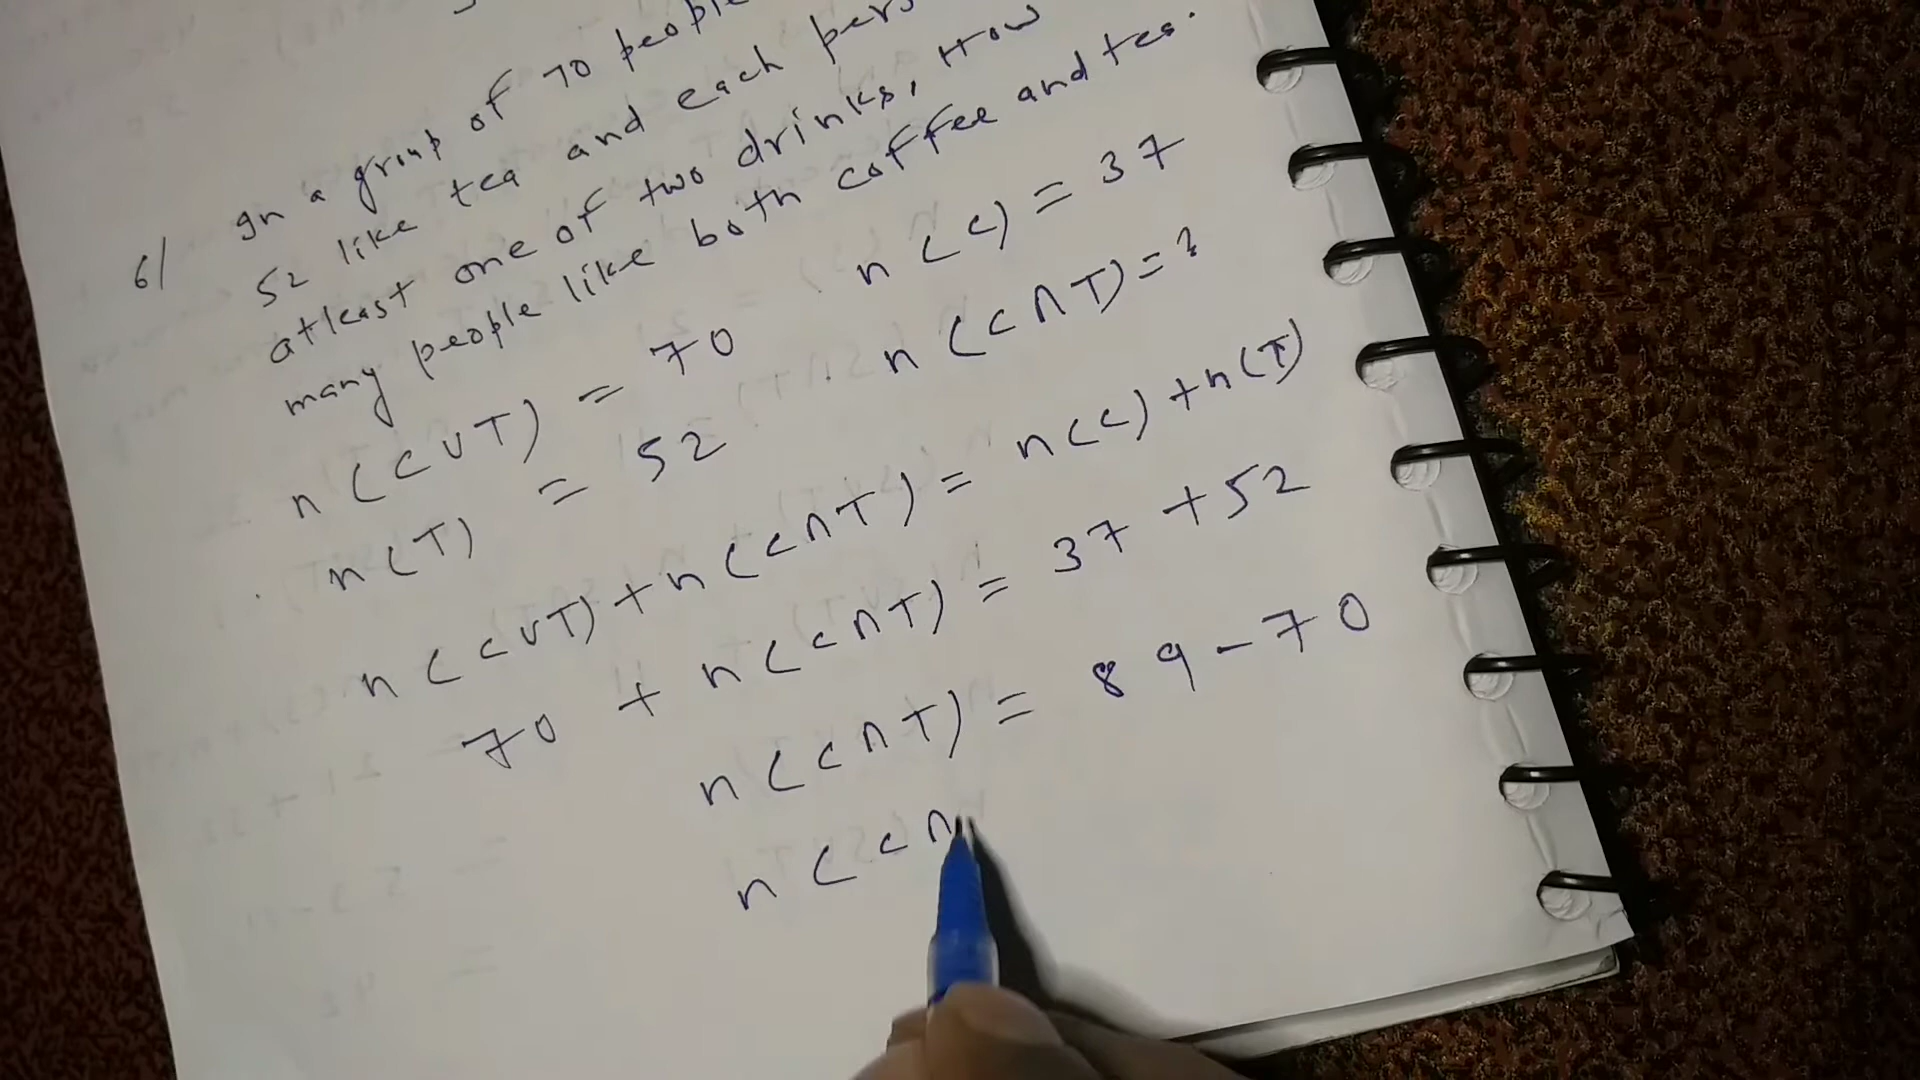 6/ In a group of 70 people
52 like tea and each pers
atleast one of two drinks, How
many people like both coffee and tea.
n (C ∪ T) = 70 n (C) = 37
n (T) = 52 n (C ∩ T) = ?
n (C ∪ T) + n (C ∩ T) = n (C) + n (T)
70 + n (C ∩ T) = 37 + 52
n (C ∩ T) = 89 - 70
n (C ∩